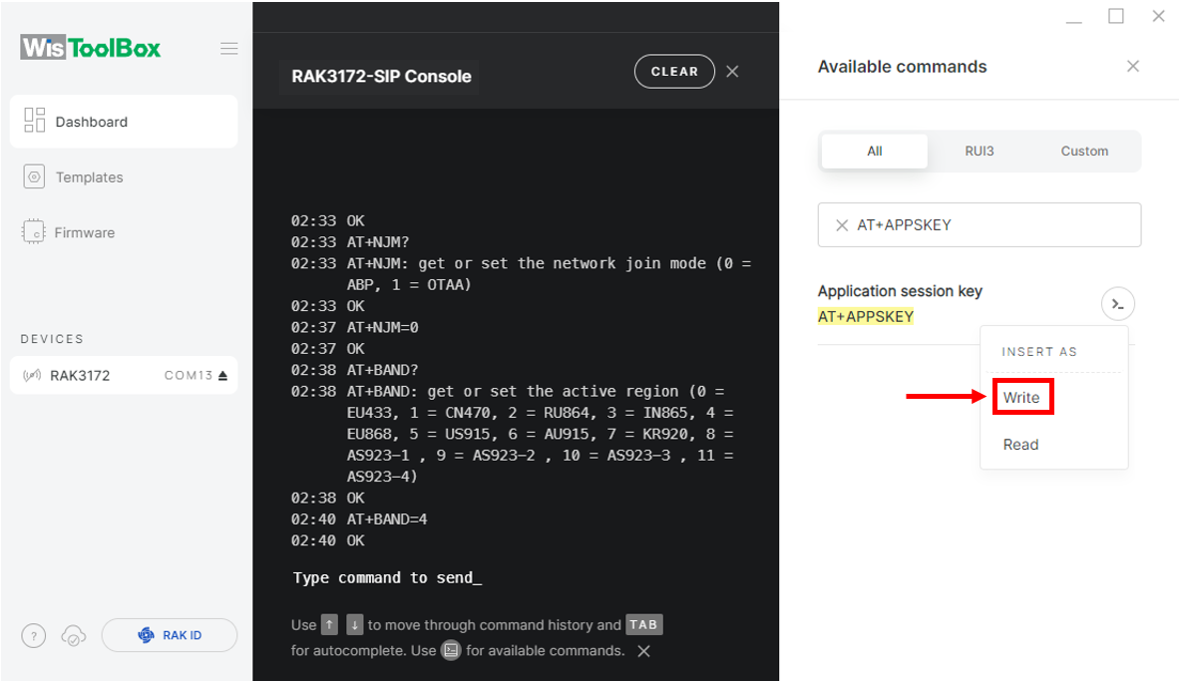 WisToolBox
Dashboard
Templates
Firmware
DEVICES
RAK3172 COM13
?
RAK ID
RAK3172-SIP Console
CLEAR
02:33 OK
02:33 AT+NJM?
02:33 AT+NJM: get or set the network join mode (0 =
ABP, 1 = OTAA)
02:33 OK
02:37 AT+NJM=0
02:37 OK
02:38 AT+BAND?
02:38 AT+BAND: get or set the active region (0 =
EU433, 1 = CN470, 2 = RU864, 3 = IN865, 4 =
EU868, 5 = US915, 6 = AU915, 7 = KR920, 8 =
AS923-1 , 9 = AS923-2 , 10 = AS923-3 , 11 =
AS923-4)
02:38 OK
02:40 AT+BAND=4
02:40 OK
Type command to send_
Use ↑ ↓ to move through command history and TAB
for autocomplete. Use for available commands.
Available commands
All RUI3 Custom
AT+APPSKEY
Application session key
AT+APPSKEY
INSERT AS
Write
Read